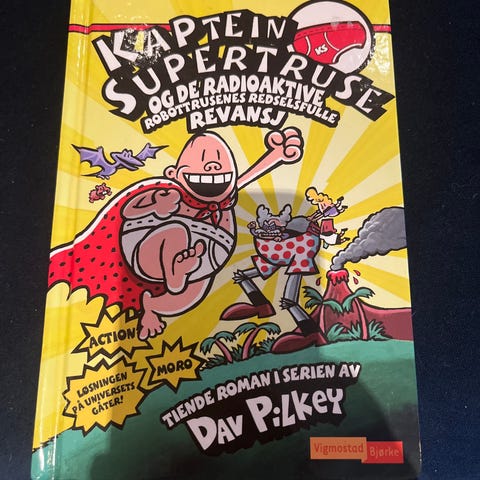 KAPTEIN
SUPERTRUSE
KS
OG DE RADIOAKTIVE
ROBOTTRUSENES REDSELSFULLE
REVANSJ
ACTION
MORO
LØSNINGEN
PÅ UNIVERSETS
GÅTER!
TIENDE ROMAN I SERIEN AV
DAV PILKEY
Vigmostad Bjørke